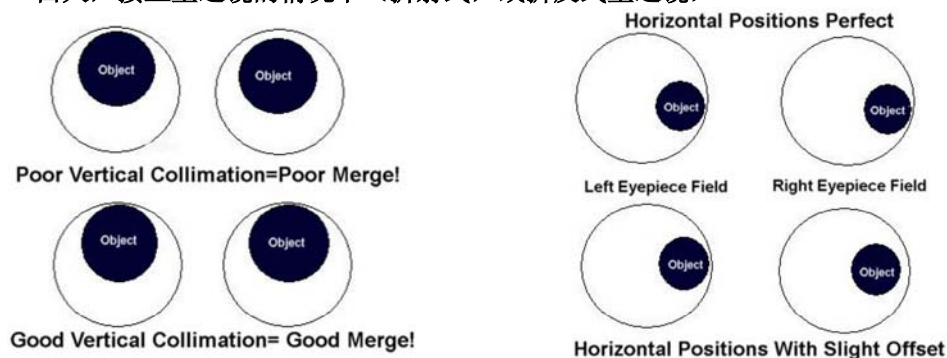 Horizontal Positions Perfect
Object
Object
Poor Vertical Collimation=Poor Merge!
Object
Object
Left Eyepiece Field
Right Eyepiece Field
Object
Object
Good Vertical Collimation= Good Merge!
Object
Object
Horizontal Positions With Slight Offset